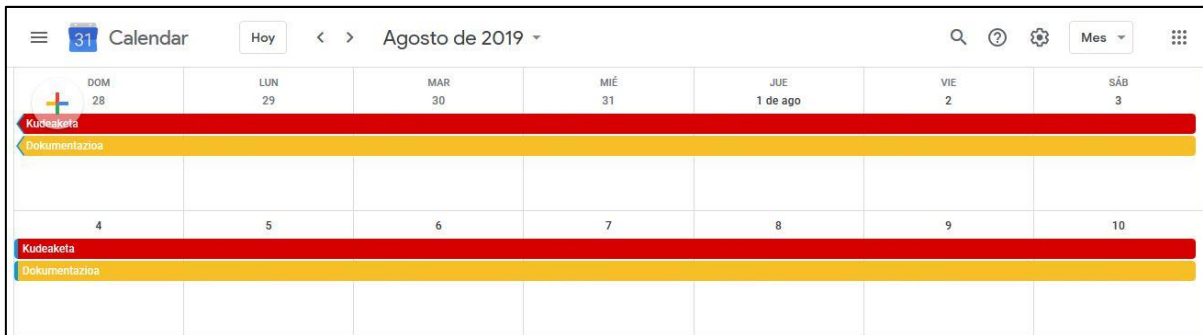 31 Calendar Hoy Agosto de 2019 Mes
DOM LUN MAR MIÉ JUE VIE SÁB
28 29 30 31 1 de ago 2 3
Kudeaketa
Dokumentazioa
4 5 6 7 8 9 10
Kudeaketa
Dokumentazioa